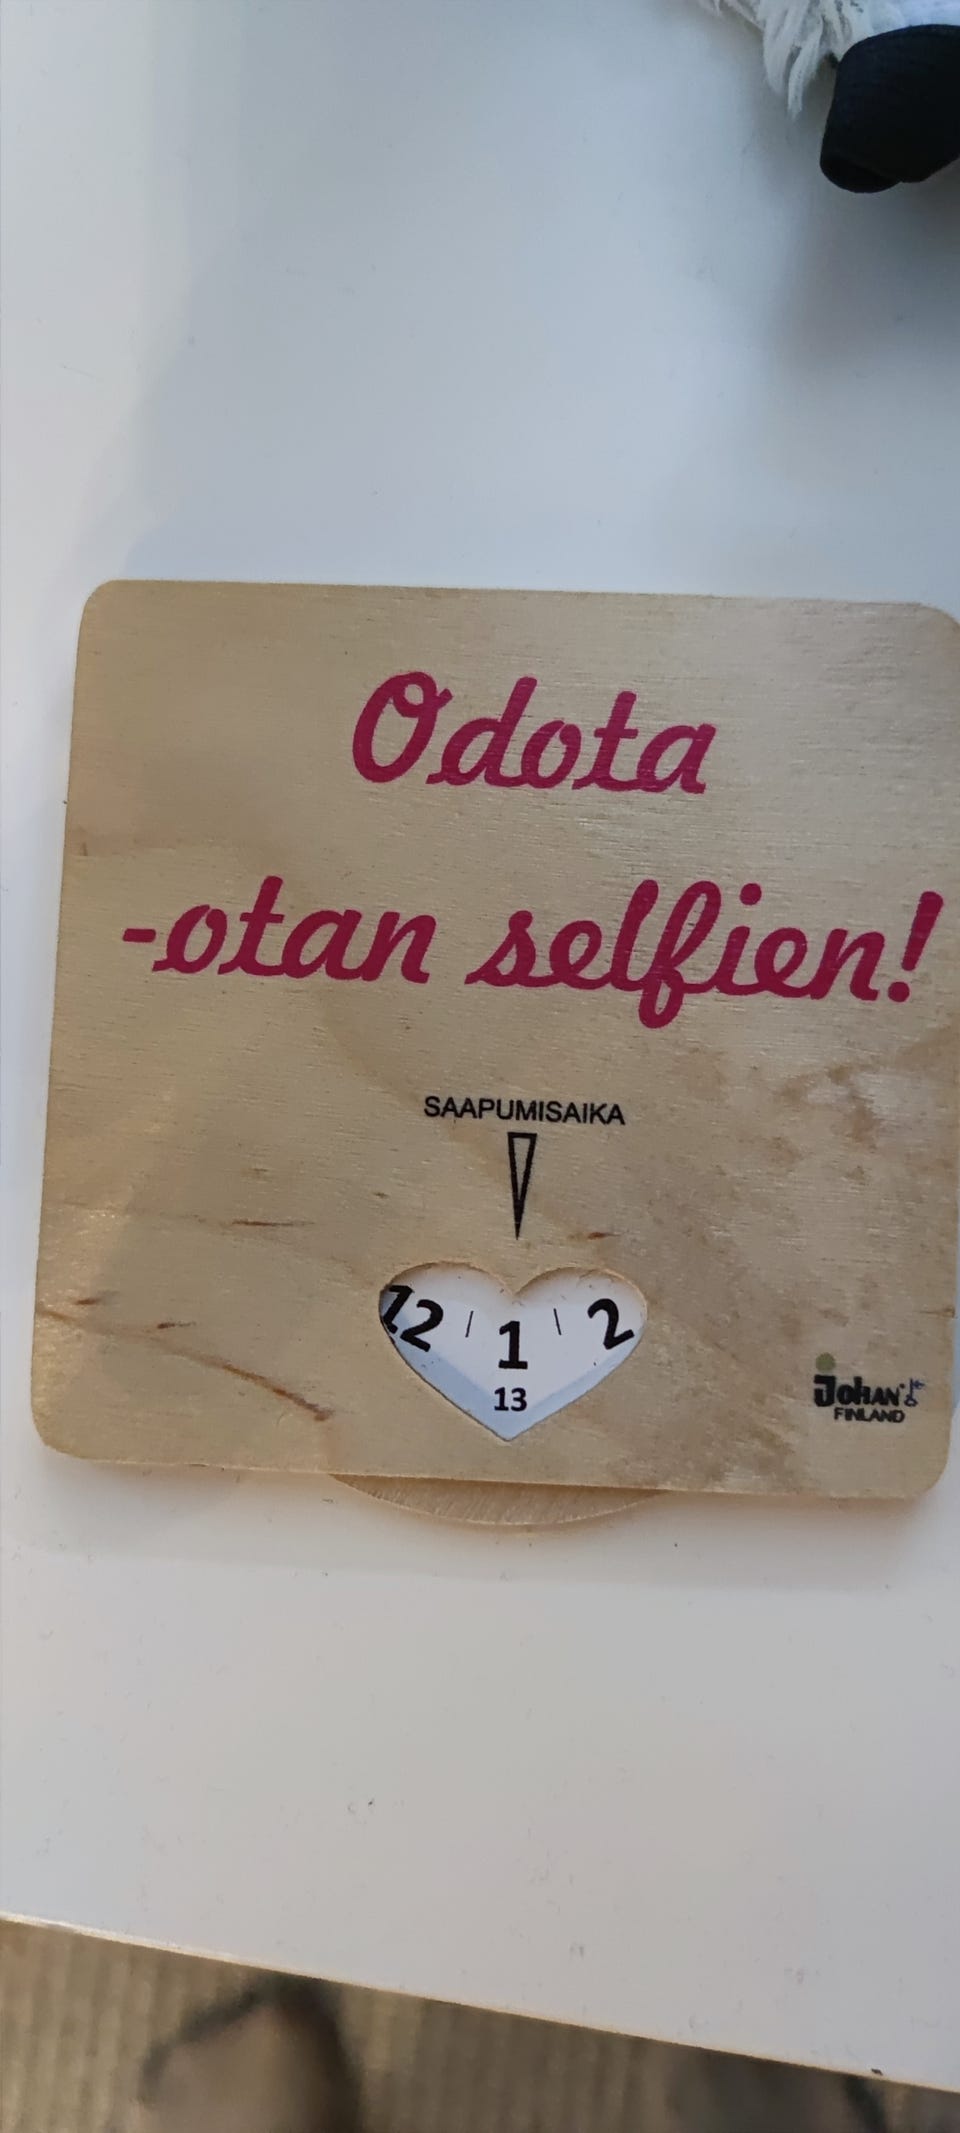 Odota
-otan selfien!
SAAPUMISAIKA
12 1 2
13
JOHAN
FINLAND